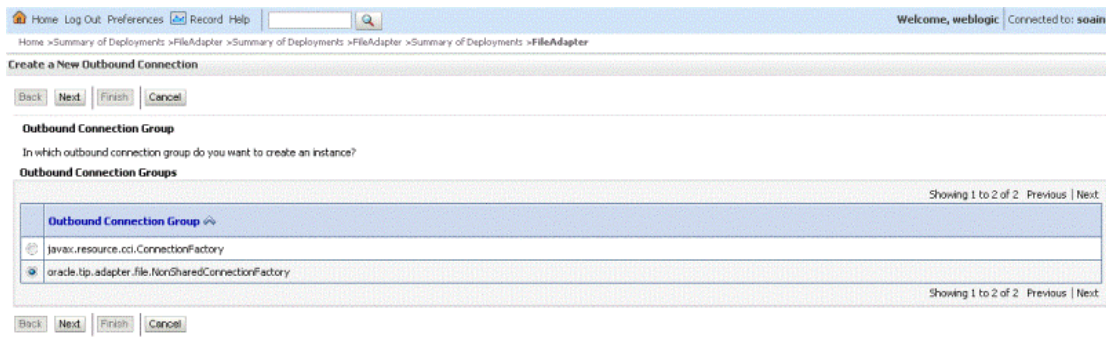 Home Log Out Preferences Record Help Welcome, weblogic Connected to: soain
Home >Summary of Deployments >FileAdapter >Summary of Deployments >FileAdapter >Summary of Deployments >FileAdapter
Create a New Outbound Connection
Back Next Finish Cancel
Outbound Connection Group
In which outbound connection group do you want to create an instance?
Outbound Connection Groups
Showing 1 to 2 of 2 Previous | Next
Outbound Connection Group
javax.resource.cci.ConnectionFactory
oracle.tip.adapter.file.NonSharedConnectionFactory
Showing 1 to 2 of 2 Previous | Next
Back Next Finish Cancel